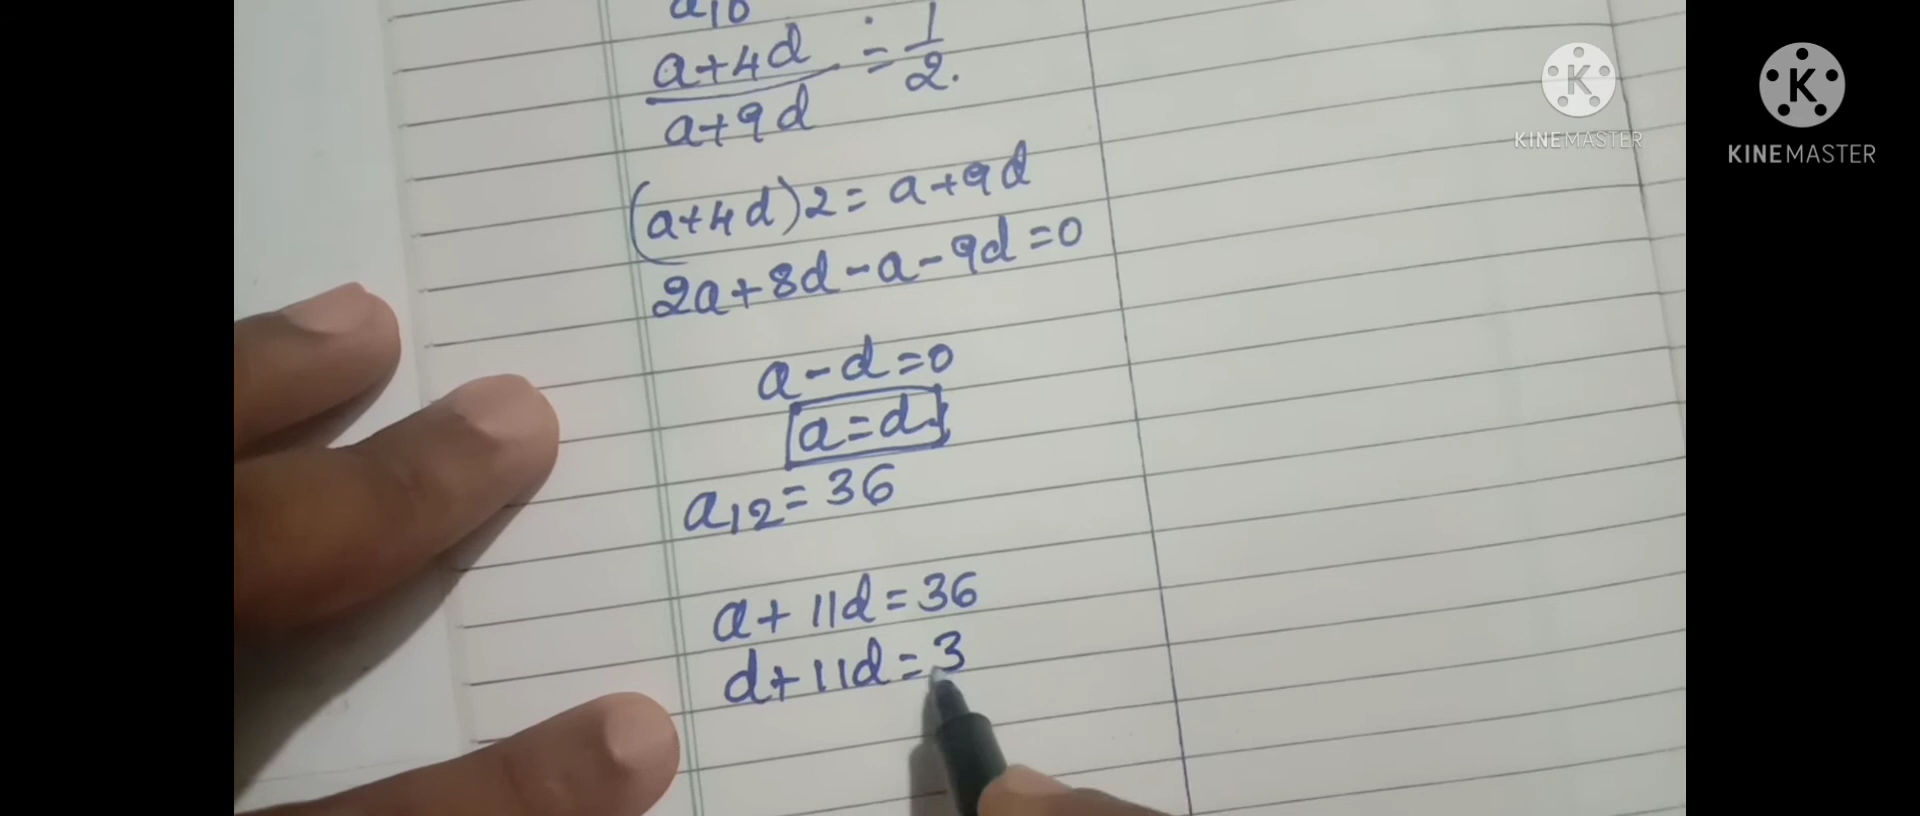 a10
a+4d/a+9d = 1/2.
(a+4d)2 = a+9d
2a+8d-a-9d=0
a-d=0
a=d
a12=36
a+11d=36
d+11d=3
KINEMASTER
KINEMASTER